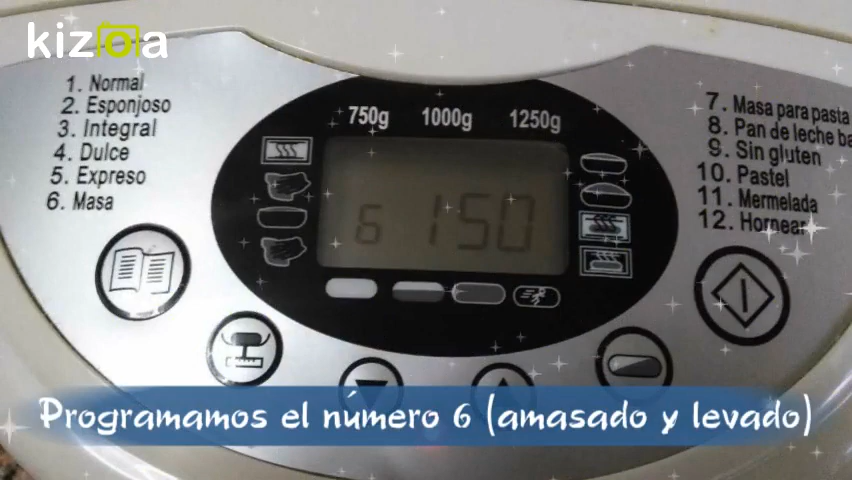 kizoa
1. Normal
2. Esponjoso
3. Integral
4. Dulce
5. Expreso
6. Masa
750g 1000g 1250g
6 150
7. Masa para pasta
8. Pan de leche ba
9. Sin gluten
10. Pastel
11. Mermelada
12. Hornear
Programamos el número 6 (amasado y levado)